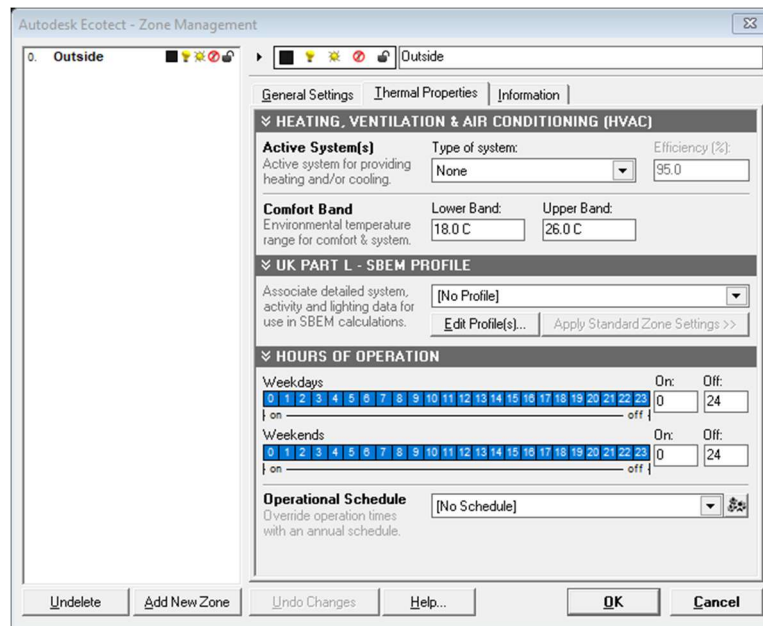 Autodesk Ecotect - Zone Management
0. Outside
Outside
General Settings
Thermal Properties
Information
HEATING, VENTILATION & AIR CONDITIONING (HVAC)
Active System(s)
Active system for providing
heating and/or cooling.
Type of system:
None
Efficiency (%):
95.0
Comfort Band
Environmental temperature
range for comfort & system.
Lower Band:
18.0 C
Upper Band:
26.0 C
UK PART L - SBEM PROFILE
Associate detailed system,
activity and lighting data for
use in SBEM calculations.
[No Profile]
Edit Profile(s)...
Apply Standard Zone Settings >>
HOURS OF OPERATION
Weekdays
On:
Off:
0 1 2 3 4 5 6 7 8 9 10 11 12 13 14 15 16 17 18 19 20 21 22 23
0
24
on
off
Weekends
On:
Off:
0 1 2 3 4 5 6 7 8 9 10 11 12 13 14 15 16 17 18 19 20 21 22 23
0
24
on
off
Operational Schedule
Override operation times
with an annual schedule.
[No Schedule]
Undelete
Add New Zone
Undo Changes
Help...
OK
Cancel